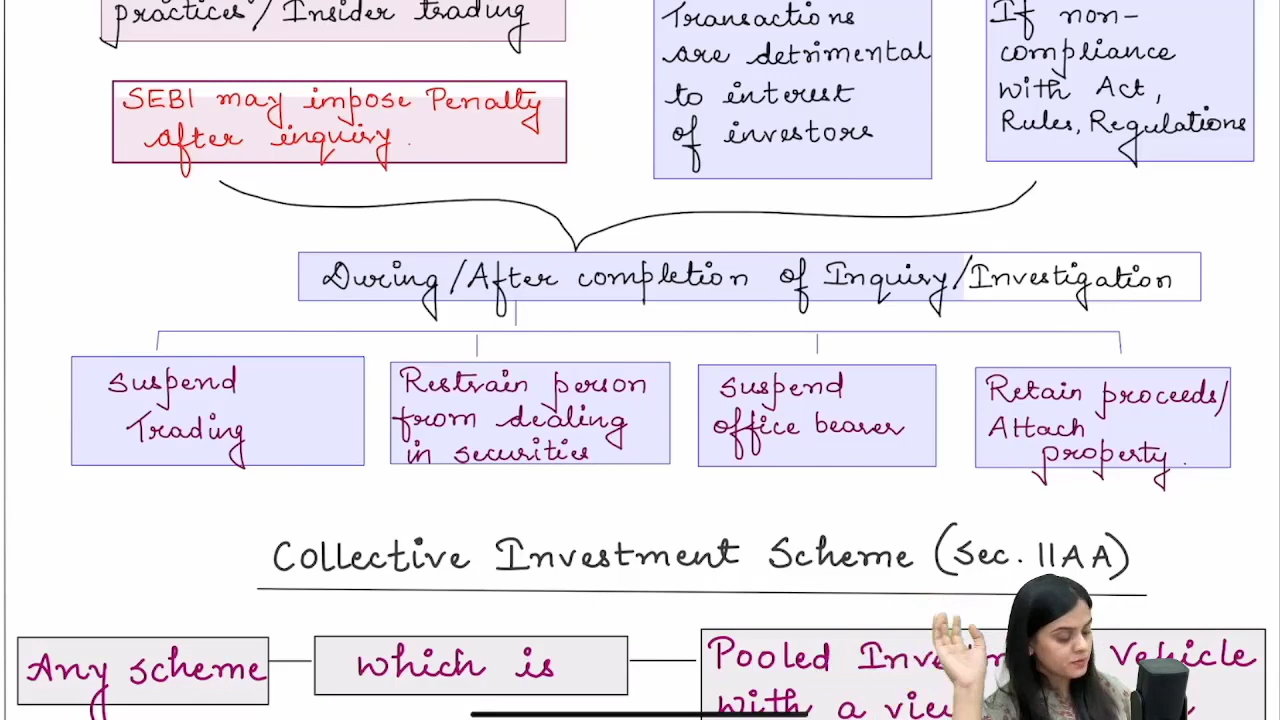 practices/Insider trading
SEBI may impose Penalty
after inquiry.
Transactions
are detrimental
to interest
of investors
If non-
compliance
with Act,
Rules, Regulations
During/After completion of Inquiry/Investigation
Suspend
Trading
Restrain person
from dealing
in securities
Suspend
office bearer
Retain proceeds/
Attach
property.
Collective Investment Scheme (Sec. 11AA)
Any scheme
which is
Pooled Vehicle
with a